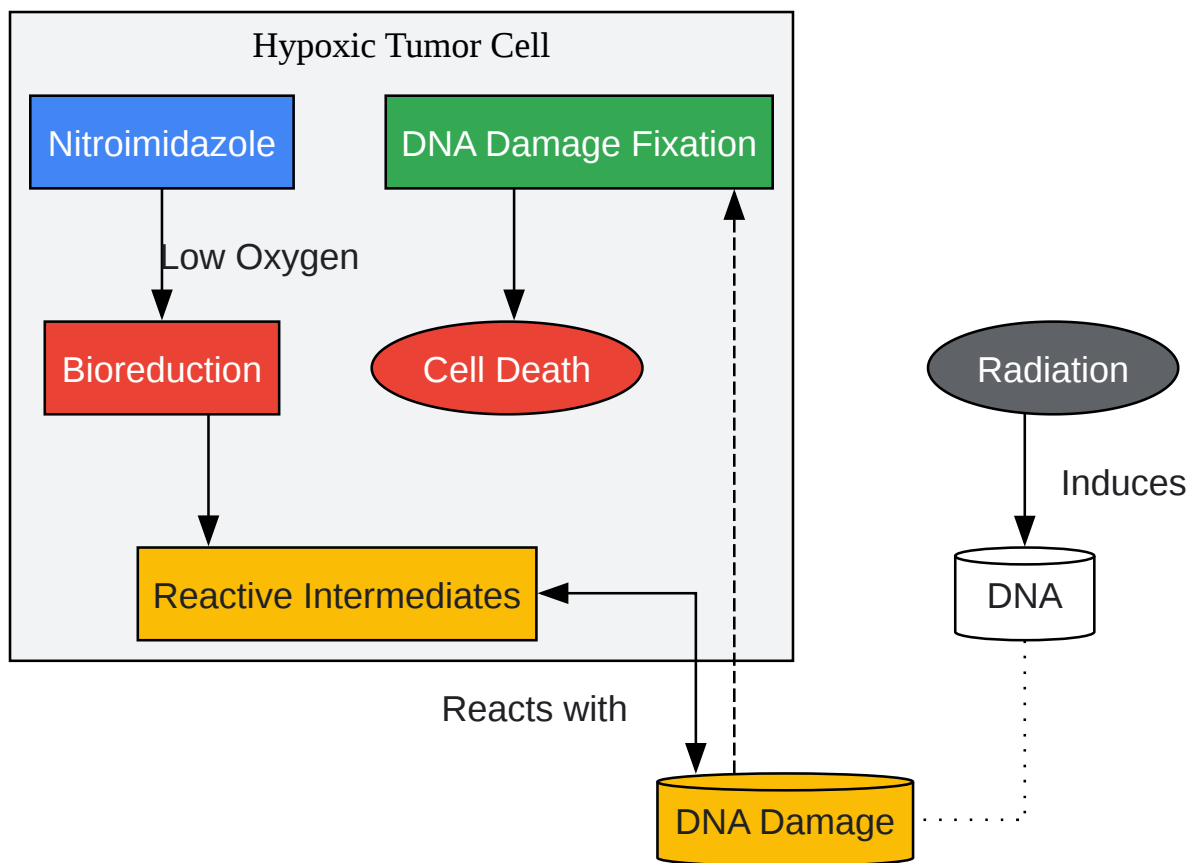 Hypoxic Tumor Cell
Nitroimidazole
DNA Damage Fixation
Low Oxygen
Bioreduction
Cell Death
Radiation
Induces
Reactive Intermediates
DNA
Reacts with
DNA Damage